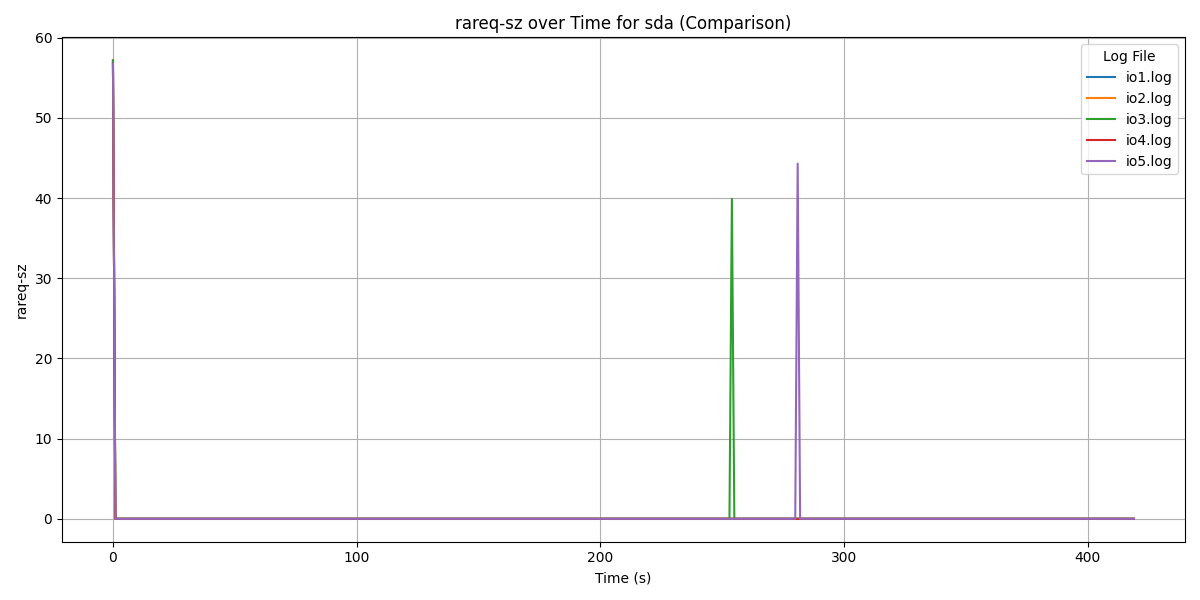 rareq-sz over Time for sda (Comparison)
60
50
40
30
20
10
0
rareq-sz
0 100 200 300 400
Time (s)
Log File
io1.log
io2.log
io3.log
io4.log
io5.log